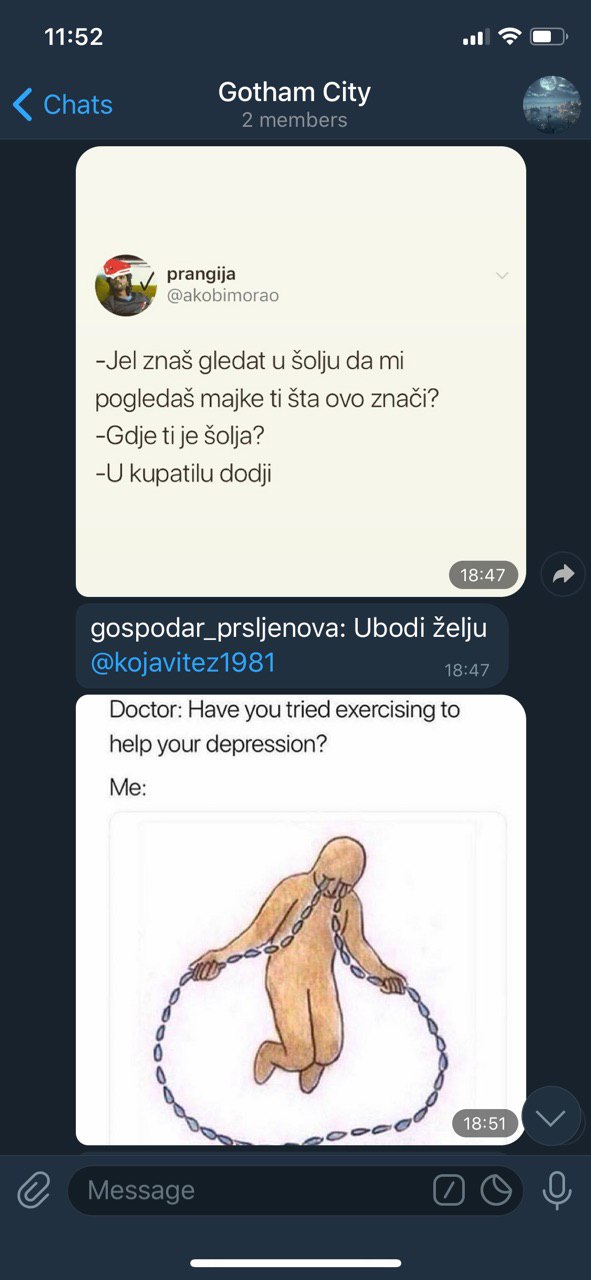 11:52
Chats
Gotham City
2 members
prangija
@akobimorao
-Jel znaš gledat u šolju da mi
pogledaš majke ti šta ovo znači?
-Gdje ti je šolja?
-U kupatilu dodji
18:47
gospodar_prsljenova: Ubodi želju
@kojavitez1981
18:47
Doctor: Have you tried exercising to
help your depression?
Me:
18:51
Message